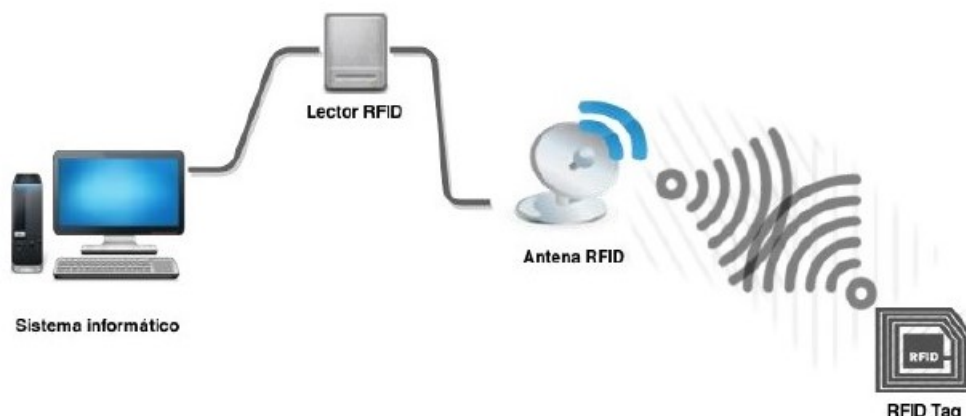 Lector RFID
Antena RFID
Sistema informático
RFID
RFID Tag